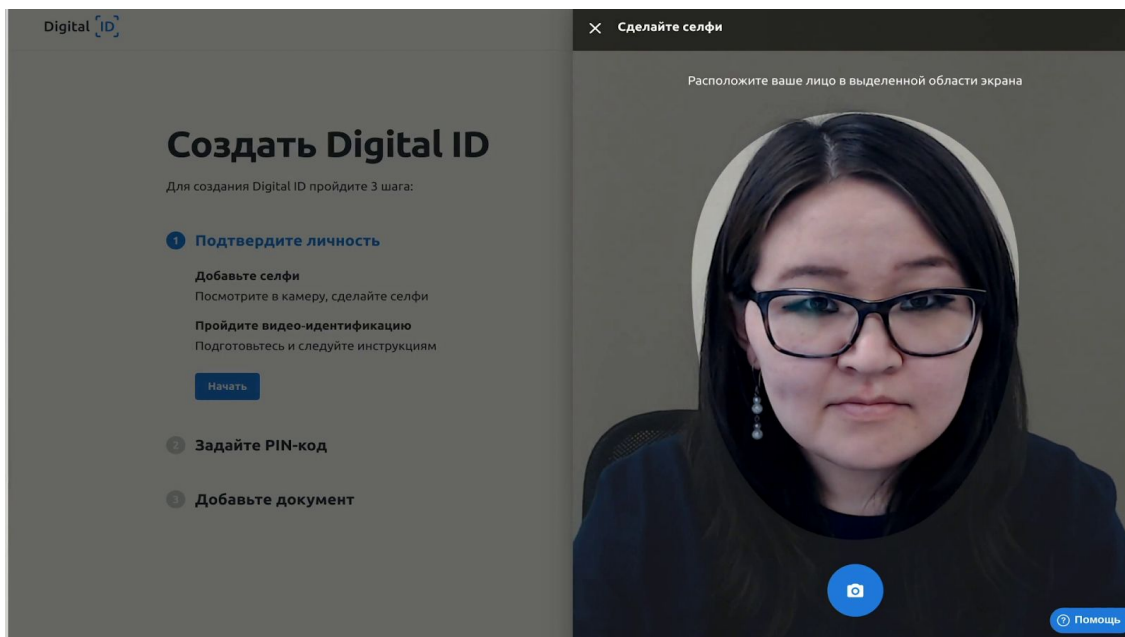 Digital [ID]
Создать Digital ID
Для создания Digital ID пройдите 3 шага:
1 Подтвердите личность
Добавьте селфи
Посмотрите в камеру, сделайте селфи
Пройдите видео-идентификацию
Подготовьтесь и следуйте инструкциям
Начать
2 Задайте PIN-код
3 Добавьте документ
Сделайте селфи
Расположите ваше лицо в выделенной области экрана
Помощь